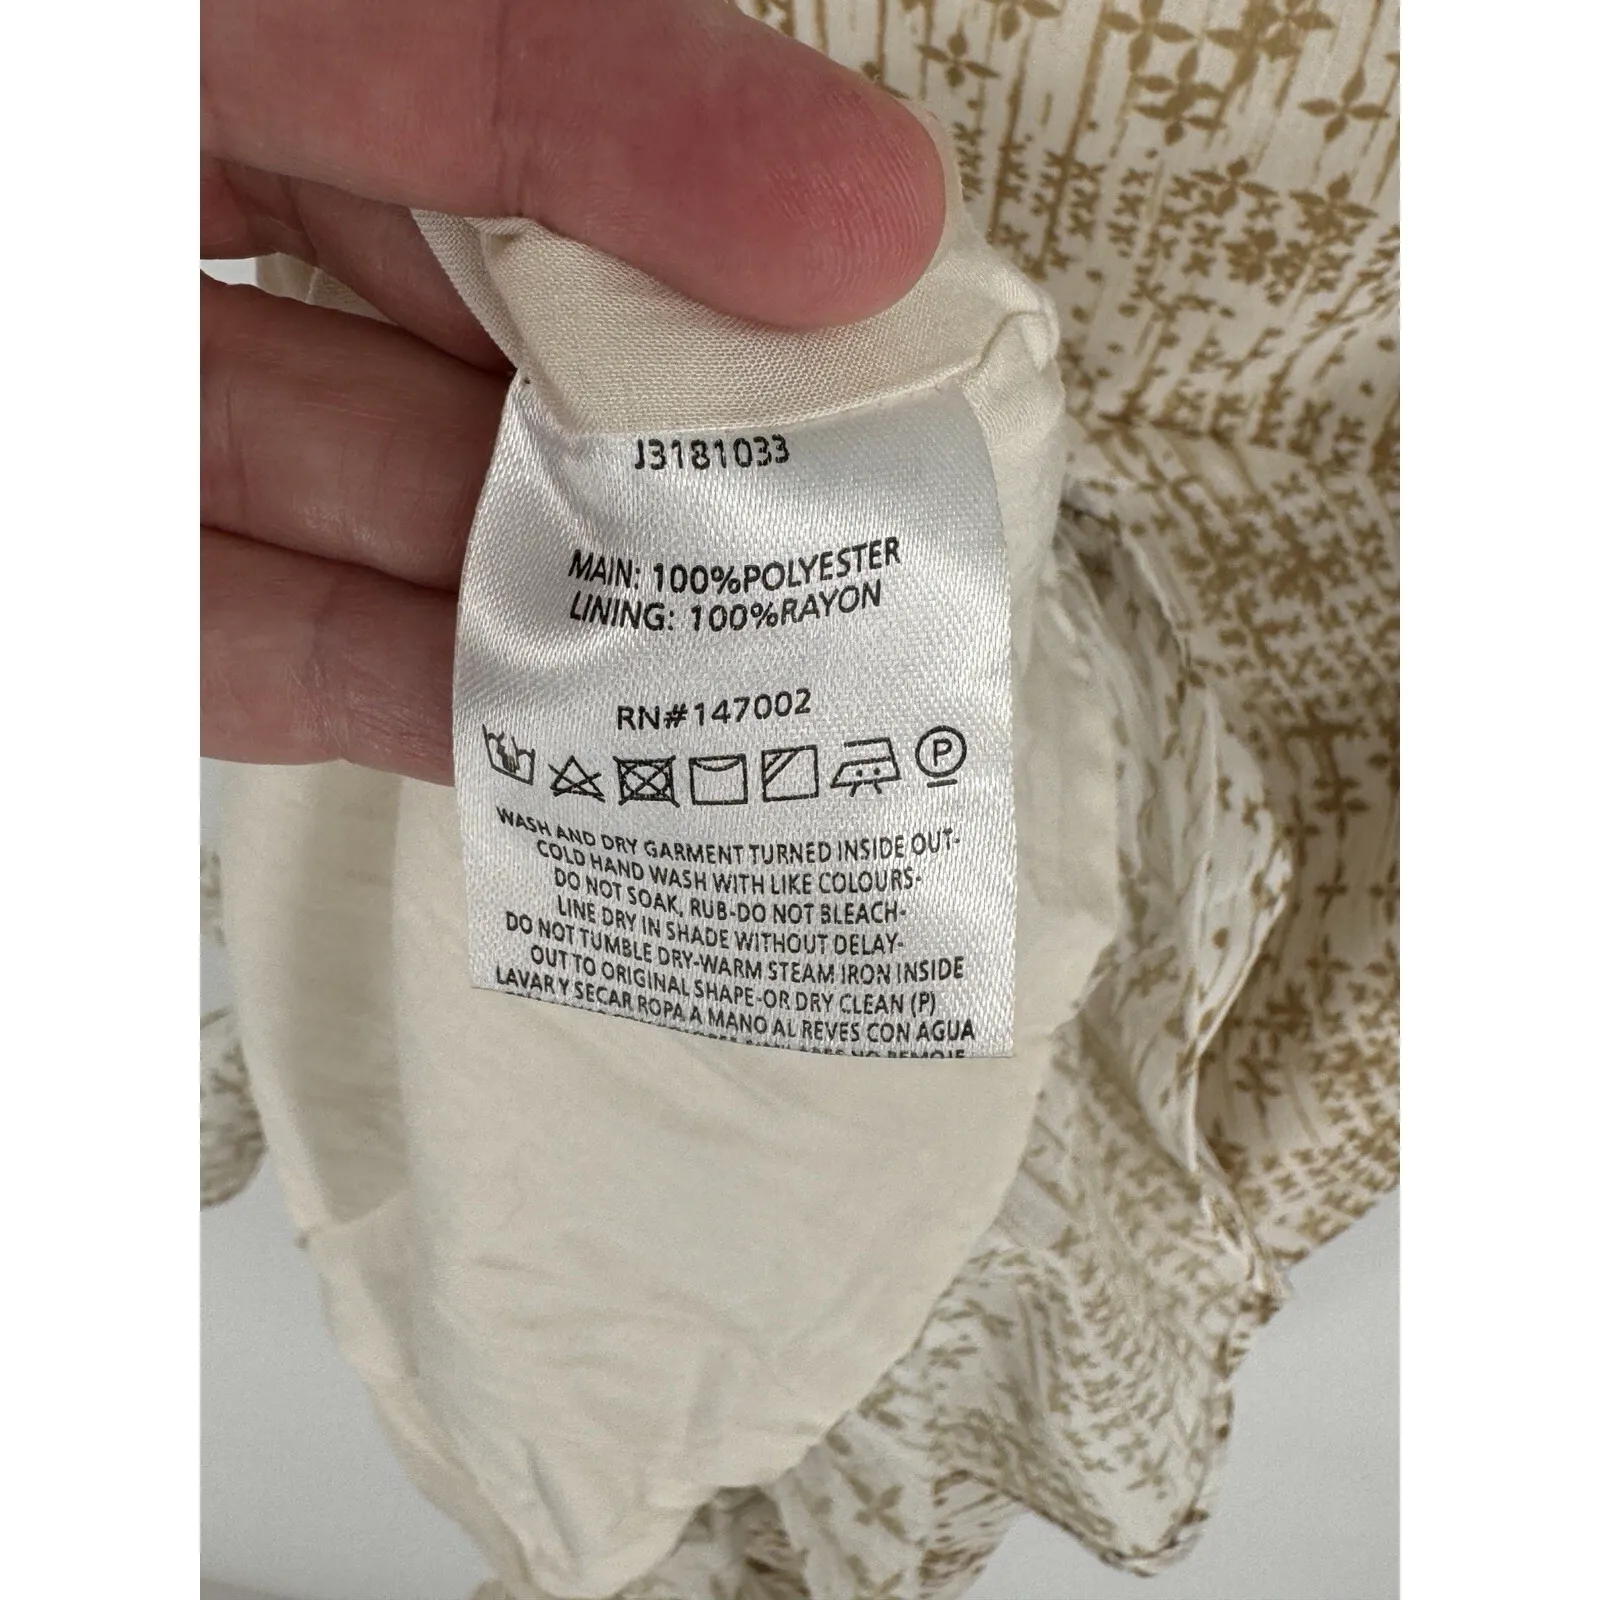 J3181033
MAIN: 100%POLYESTER
LINING: 100%RAYON
RN#147002
P
WASH AND DRY GARMENT TURNED INSIDE OUT-
COLD HAND WASH WITH LIKE COLOURS-
DO NOT SOAK, RUB-DO NOT BLEACH-
LINE DRY IN SHADE WITHOUT DELAY-
DO NOT TUMBLE DRY-WARM STEAM IRON INSIDE
OUT TO ORIGINAL SHAPE-OR DRY CLEAN (P)
LAVAR Y SECAR ROPA A MANO AL REVES CON AGUA
NO REMOJE